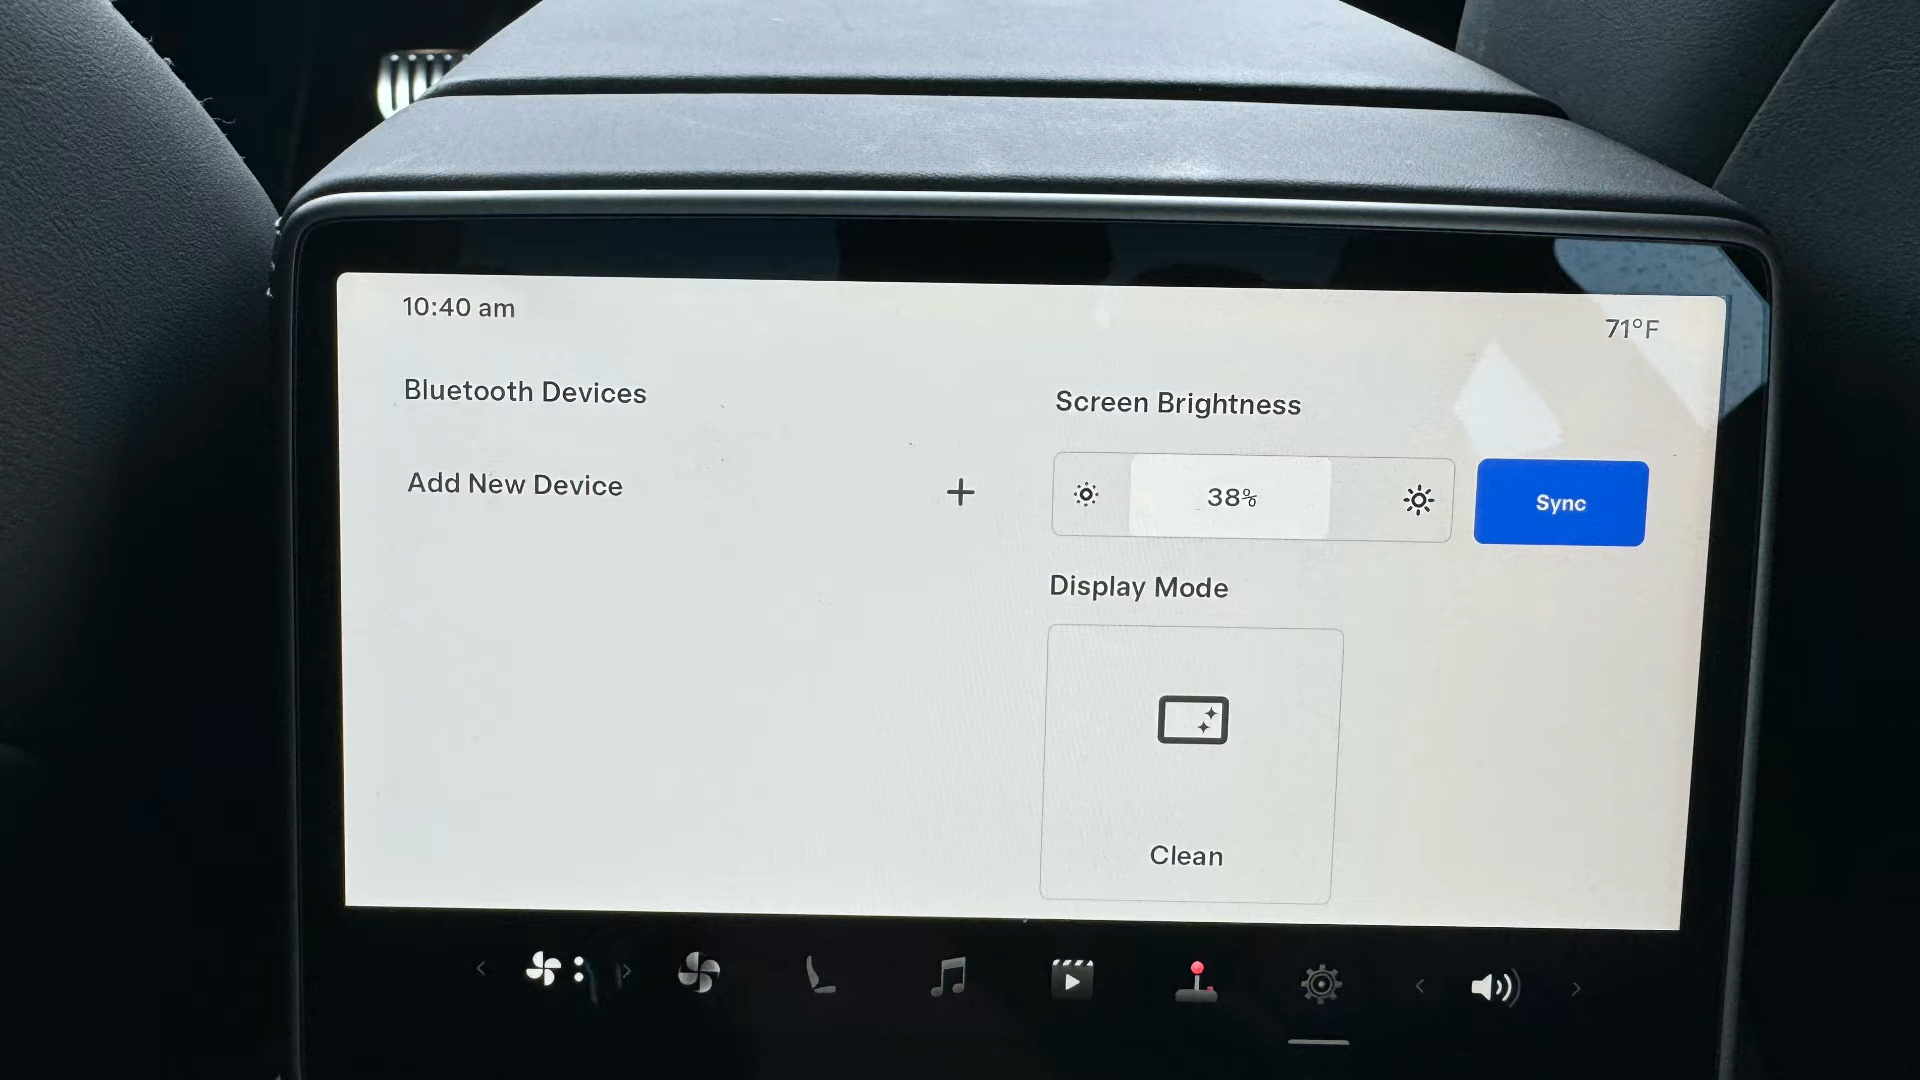 10:40 am
71°F
Bluetooth Devices
Add New Device
Screen Brightness
38%
Sync
Display Mode
Clean